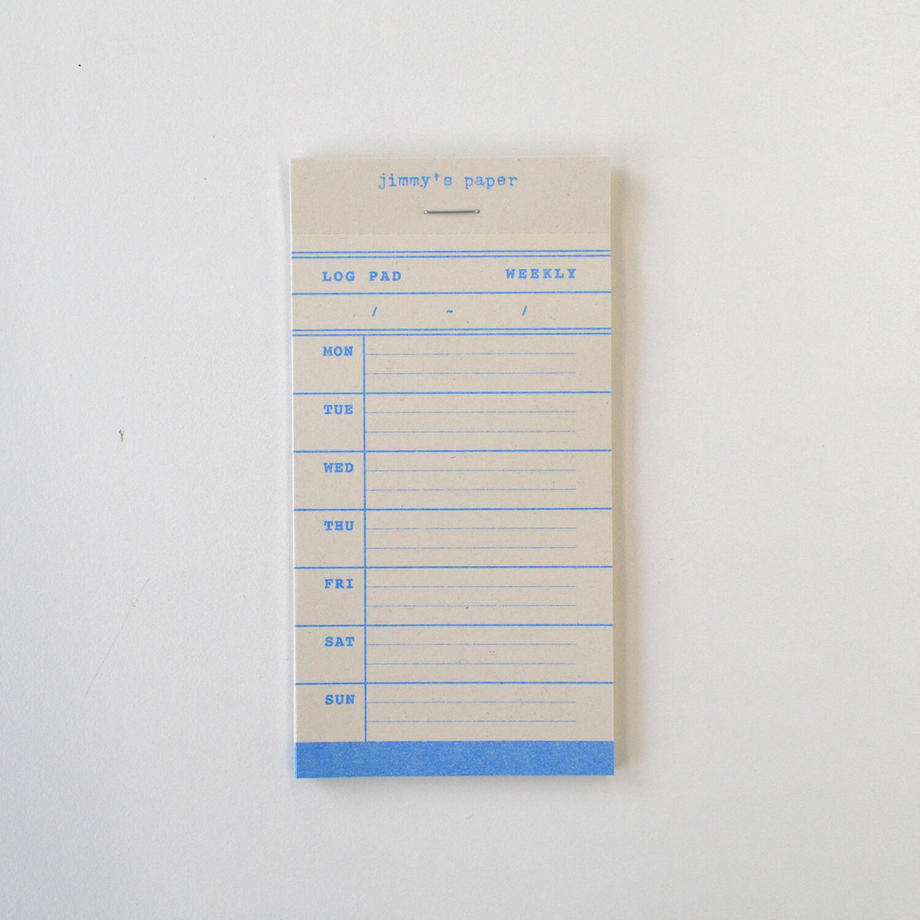 jimmy's paper
LOG PAD WEEKLY
/ ~ /
MON
TUE
WED
THU
FRI
SAT
SUN